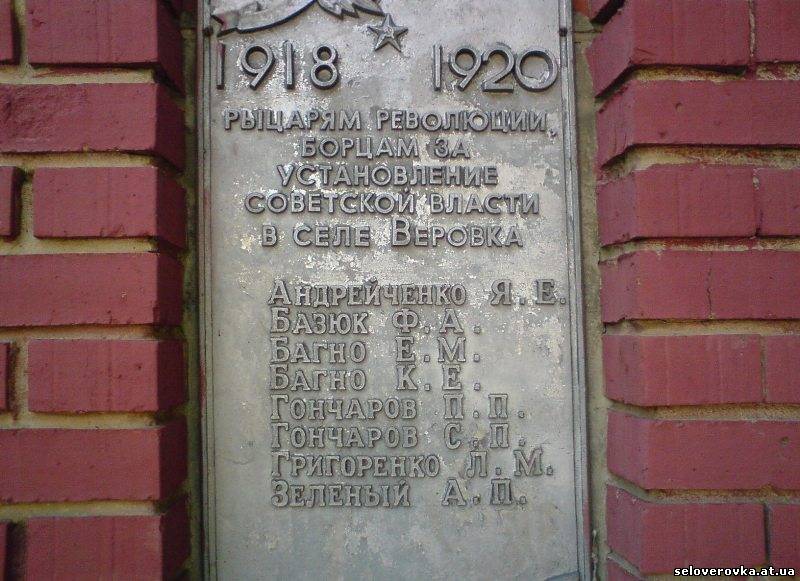 1918 1920
Рыцарям революции,
борцам за
установление
советской власти
в селе Веровка
Андрейченко Я.Е.
Базюк Ф.А.
Багно Е.М.
Багно К.Е.
Гончаров П.П.
Гончаров С.П.
Григоренко Л.М.
Зеленый А.П.
seloverovka.at.ua